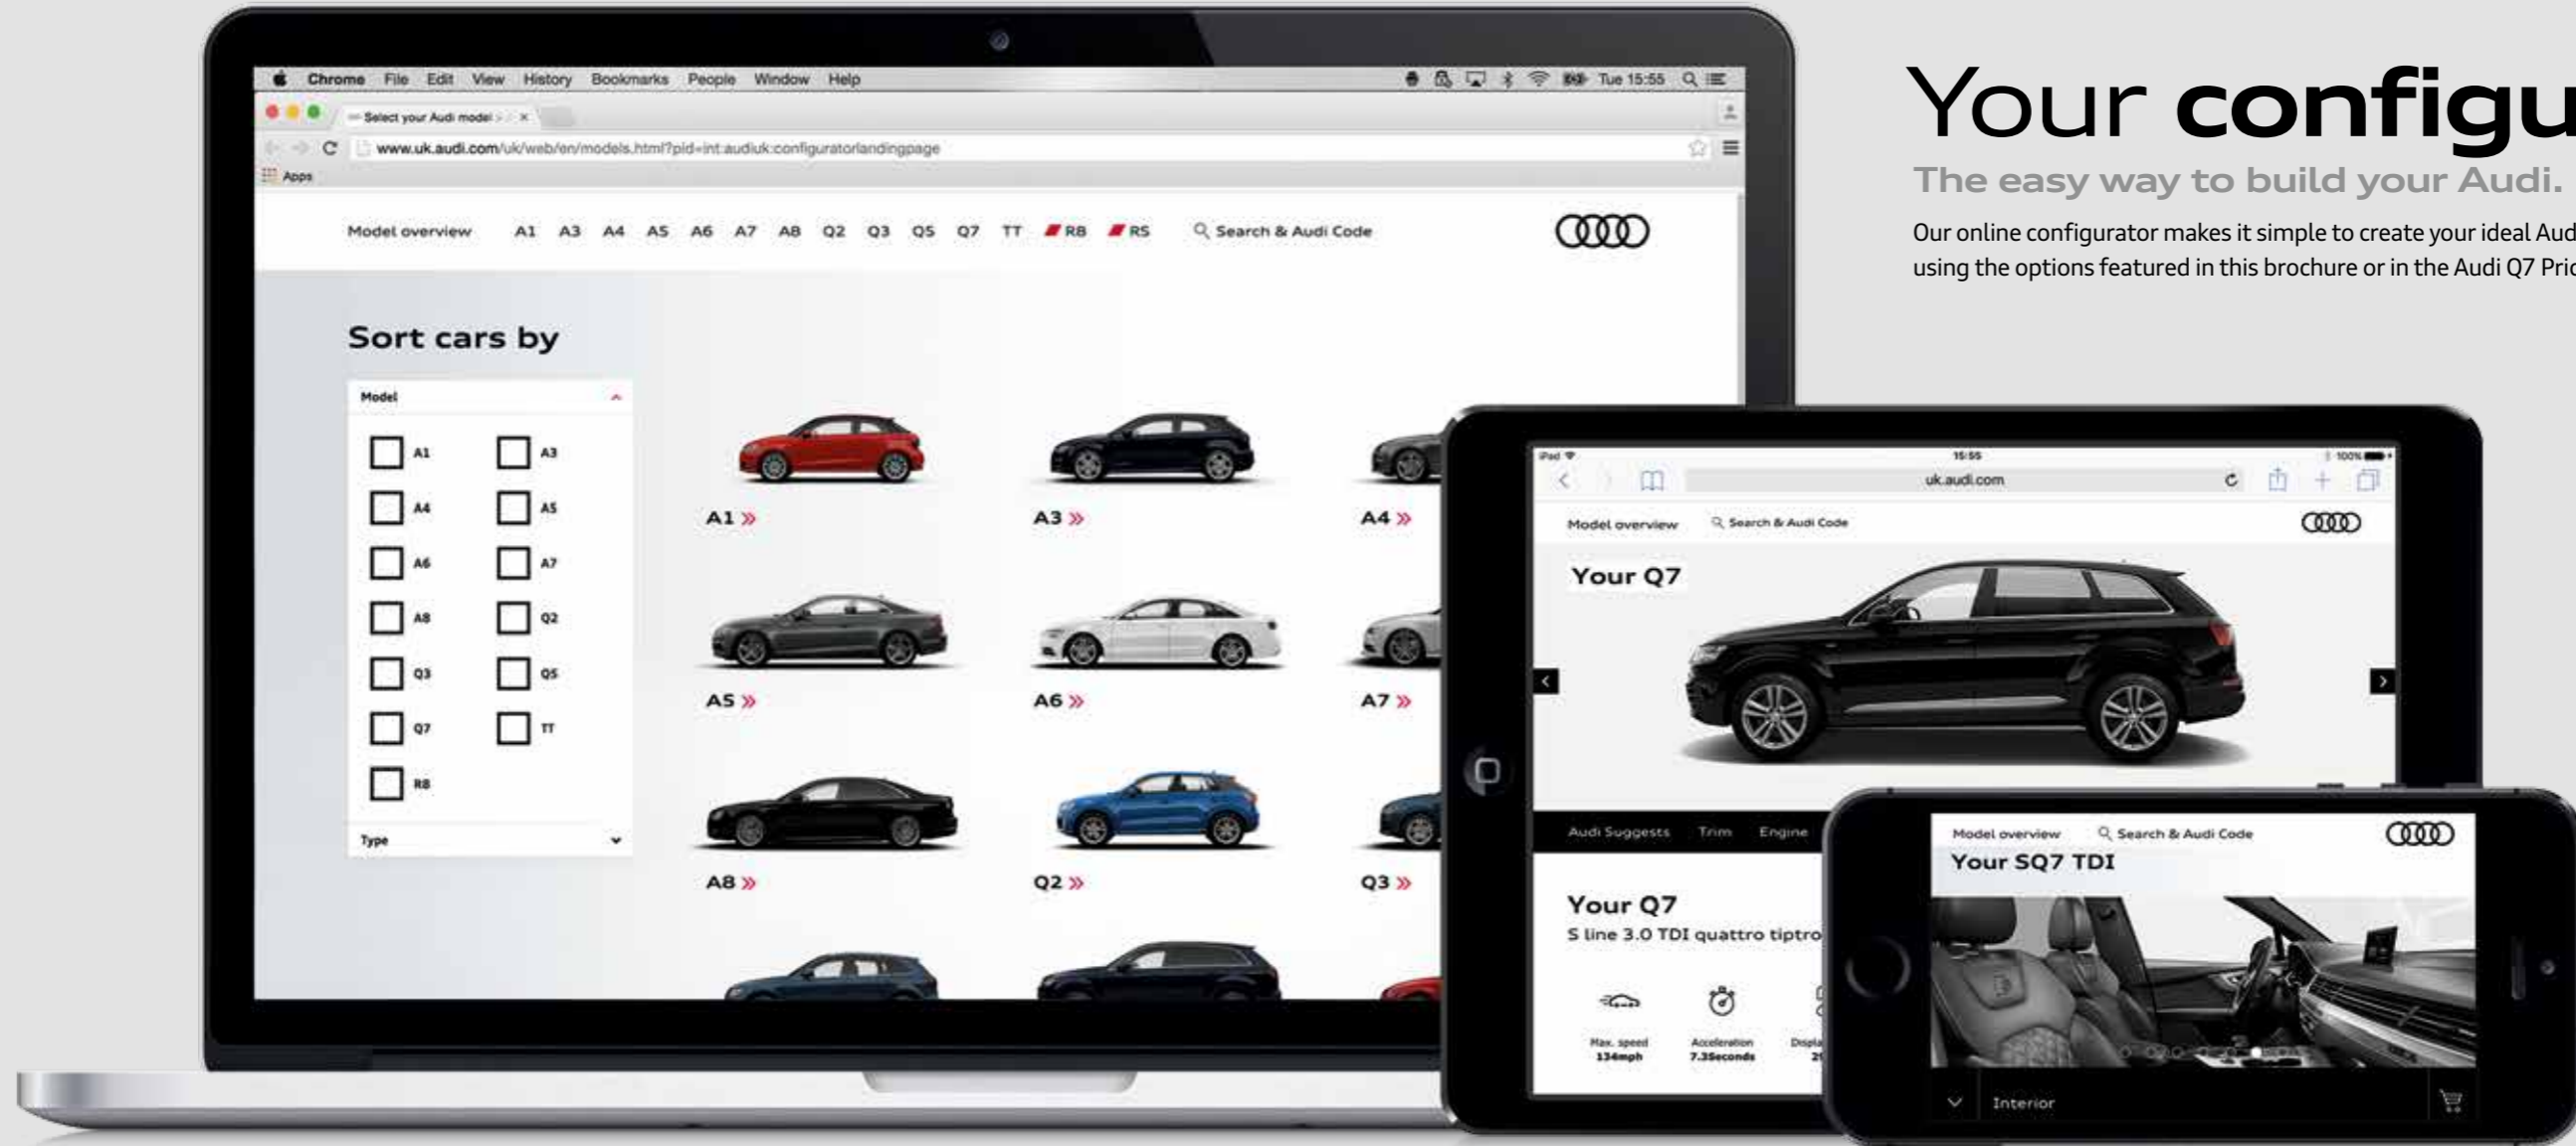 Chrome File Edit View History Bookmarks People Window Help Tue 15:55
Select your Audi model
www.uk.audi.com/uk/web/en/models.html?pid=int:audiuk:configuratorlandingpage
Apps
Model overview A1 A3 A4 A5 A6 A7 A8 Q2 Q3 Q5 Q7 TT R8 RS Search & Audi Code
Sort cars by
Model
A1 A3
A4 A5
A6 A7
A8 Q2
Q3 Q5
Q7 TT
R8
Type
A1 A3 A4
A5 A6 A7
A8 Q2 Q3
Your configu
The easy way to build your Audi.
Our online configurator makes it simple to create your ideal Aud
using the options featured in this brochure or in the Audi Q7 Pric
iPad 15:55 100%
uk.audi.com
Model overview Search & Audi Code
Your Q7
Audi Suggests Trim Engine
Your Q7
S line 3.0 TDI quattro tiptro
Max. speed Acceleration Displa
134mph 7.3Seconds 29
Model overview Search & Audi Code
Your SQ7 TDI
Interior